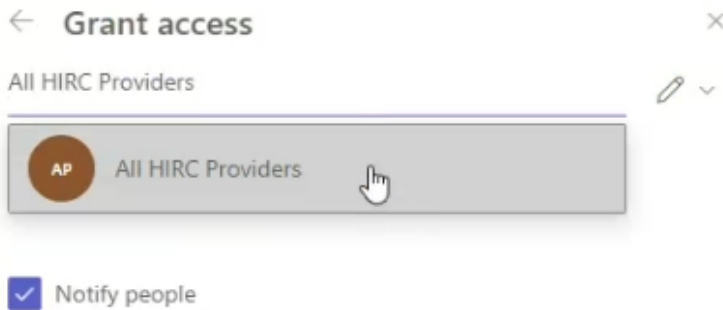 Grant access
All HIRC Providers
AP All HIRC Providers
Notify people